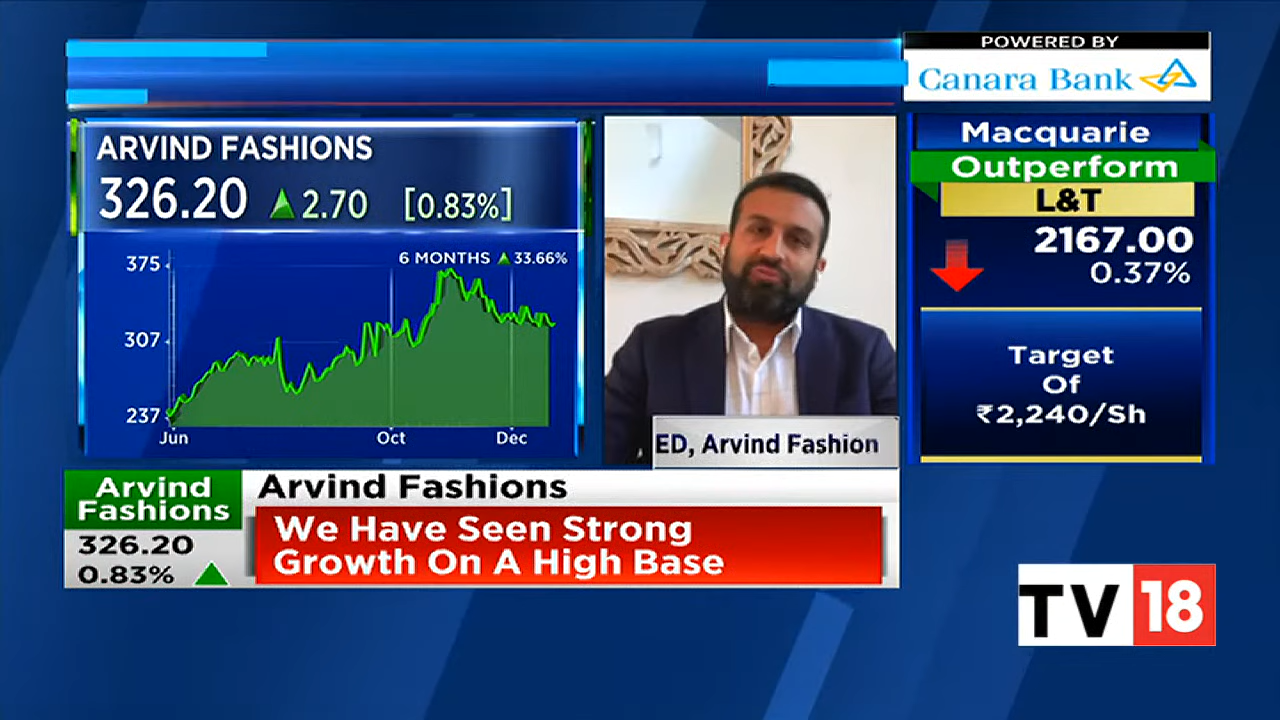 POWERED BY
Canara Bank
ARVIND FASHIONS
326.20 ▲ 2.70 [0.83%]
6 MONTHS ▲ 33.66%
375
307
237
Jun Oct Dec
ED, Arvind Fashion
Macquarie
Outperform
L&T
2167.00
0.37%
Target
Of
₹2,240/Sh
Arvind
Fashions
326.20
0.83% ▲
Arvind Fashions
We Have Seen Strong
Growth On A High Base
TV18